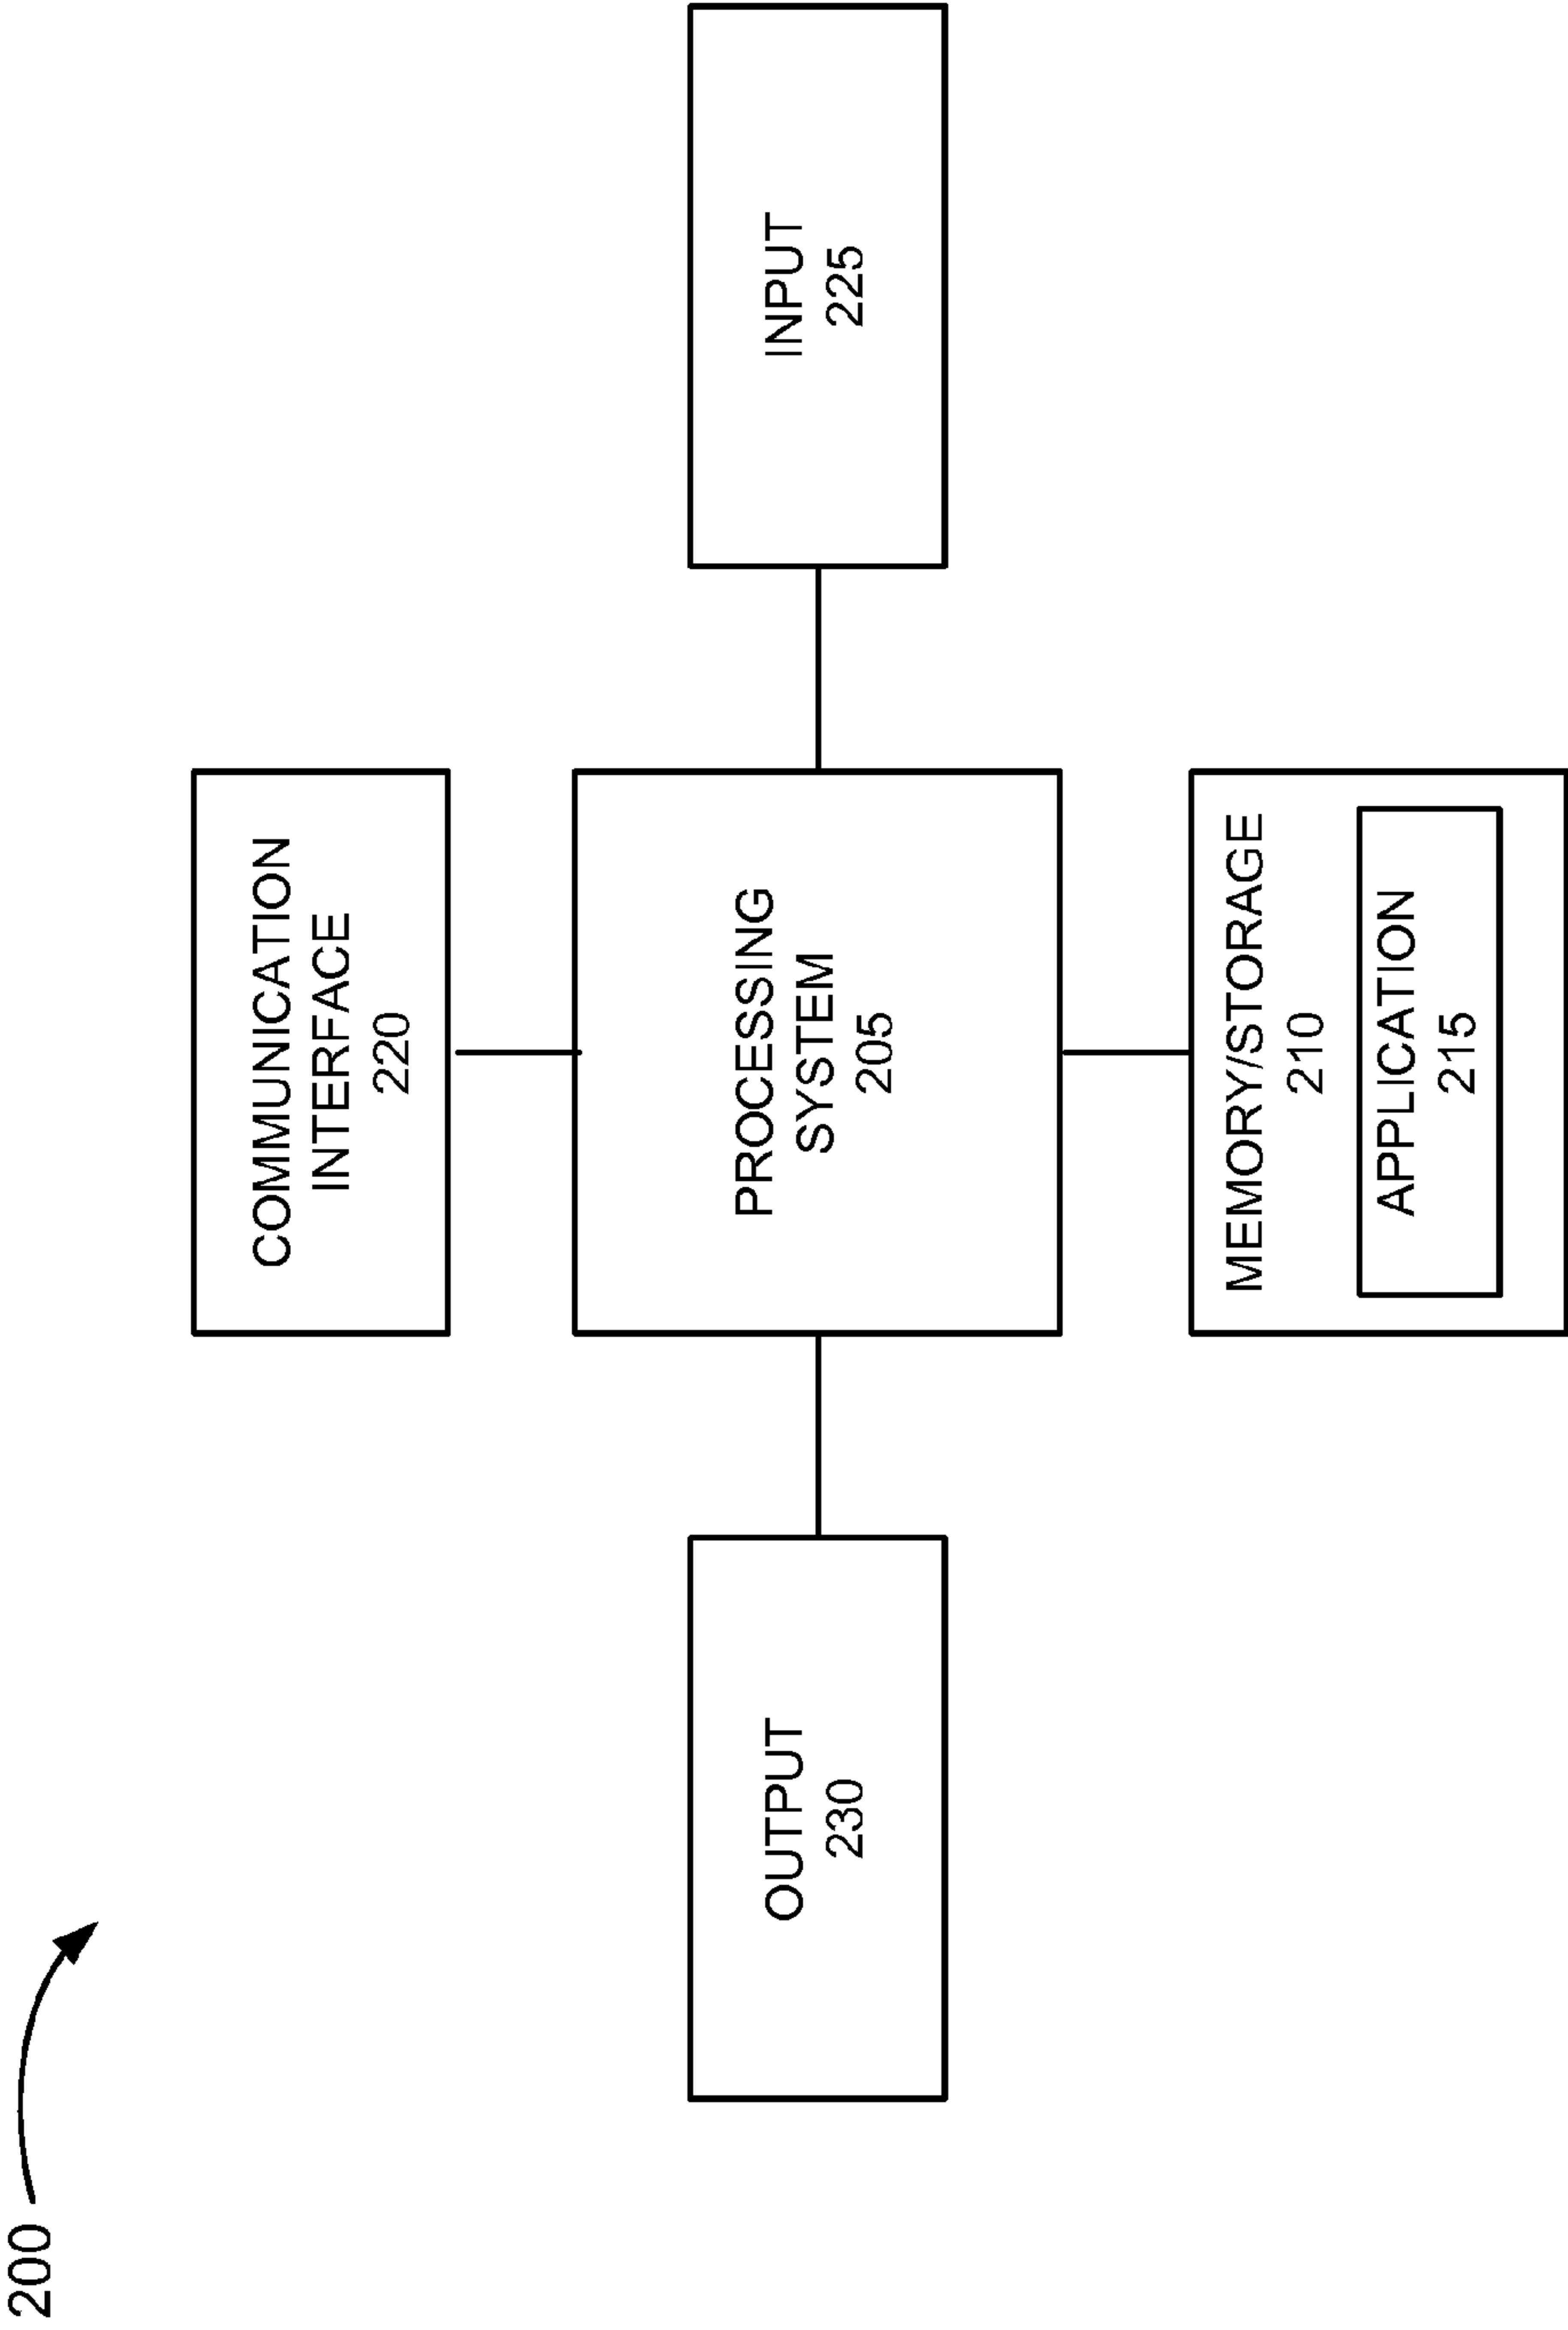 200
COMMUNICATION
INTERFACE
220
OUTPUT
230
PROCESSING
SYSTEM
205
INPUT
225
MEMORY/STORAGE
210
APPLICATION
215